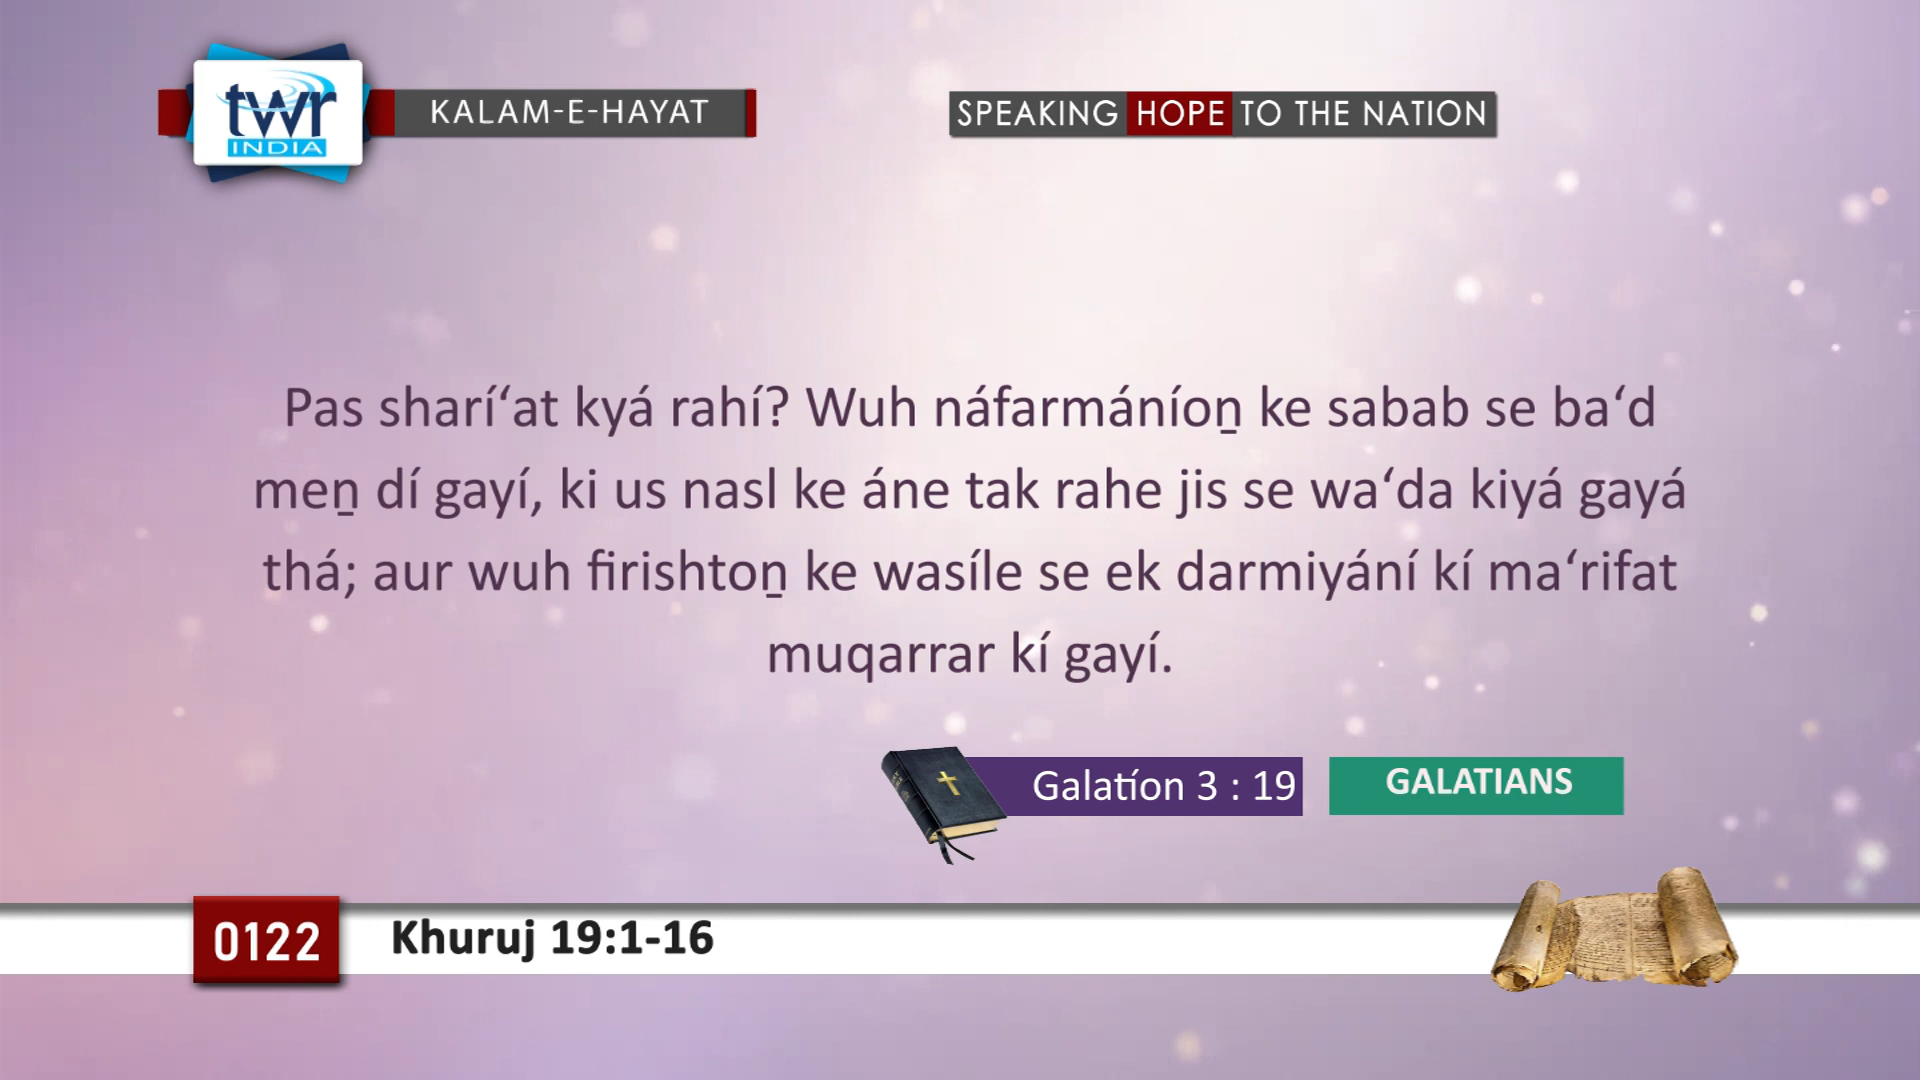 twr
INDIA
KALAM-E-HAYAT
SPEAKING HOPE TO THE NATION
Pas sharí‘at kyá rahí? Wuh náfarmáníoṉ ke sabab se ba‘d
meṉ dí gayí, ki us nasl ke áne tak rahe jis se wa‘da kiyá gayá
thá; aur wuh firishtoṉ ke wasíle se ek darmiyání kí ma‘rifat
muqarrar kí gayí.
Galatíon 3 : 19
GALATIANS
0122
Khuruj 19:1-16